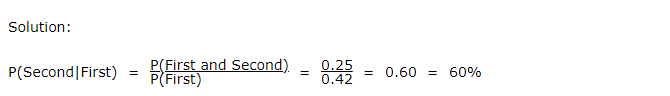 Solution:
P(Second|First) = P(First and Second) / P(First) = 0.25 / 0.42 = 0.60 = 60%